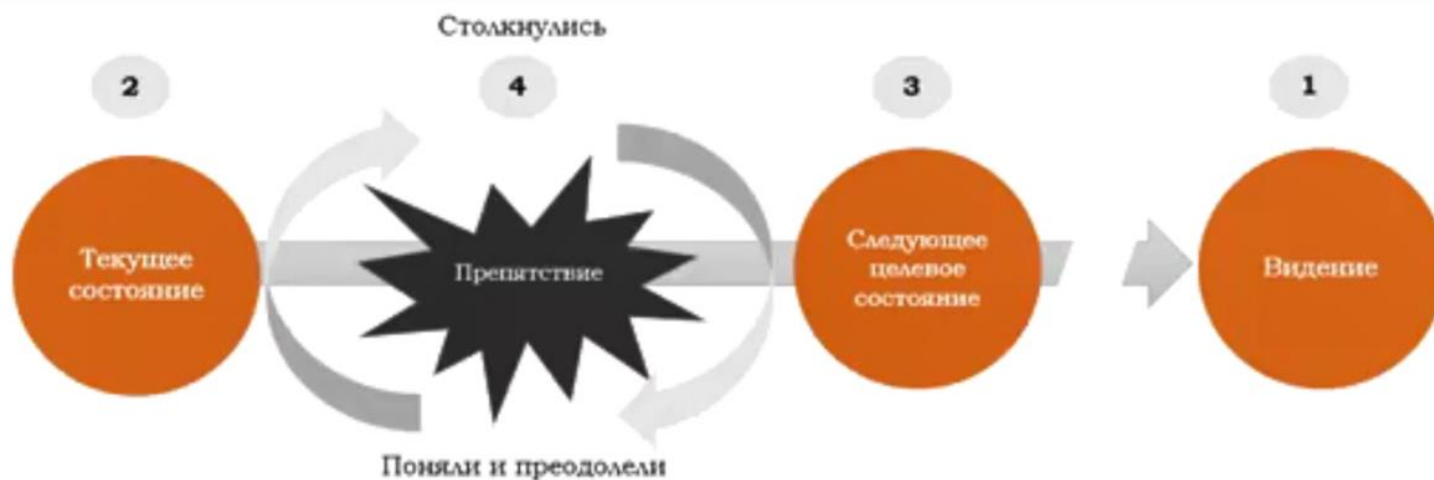 Столкнулись
2
4
3
1
Текущее
состояние
Препятствие
Следующее
целевое
состояние
Видение
Поняли и преодолели